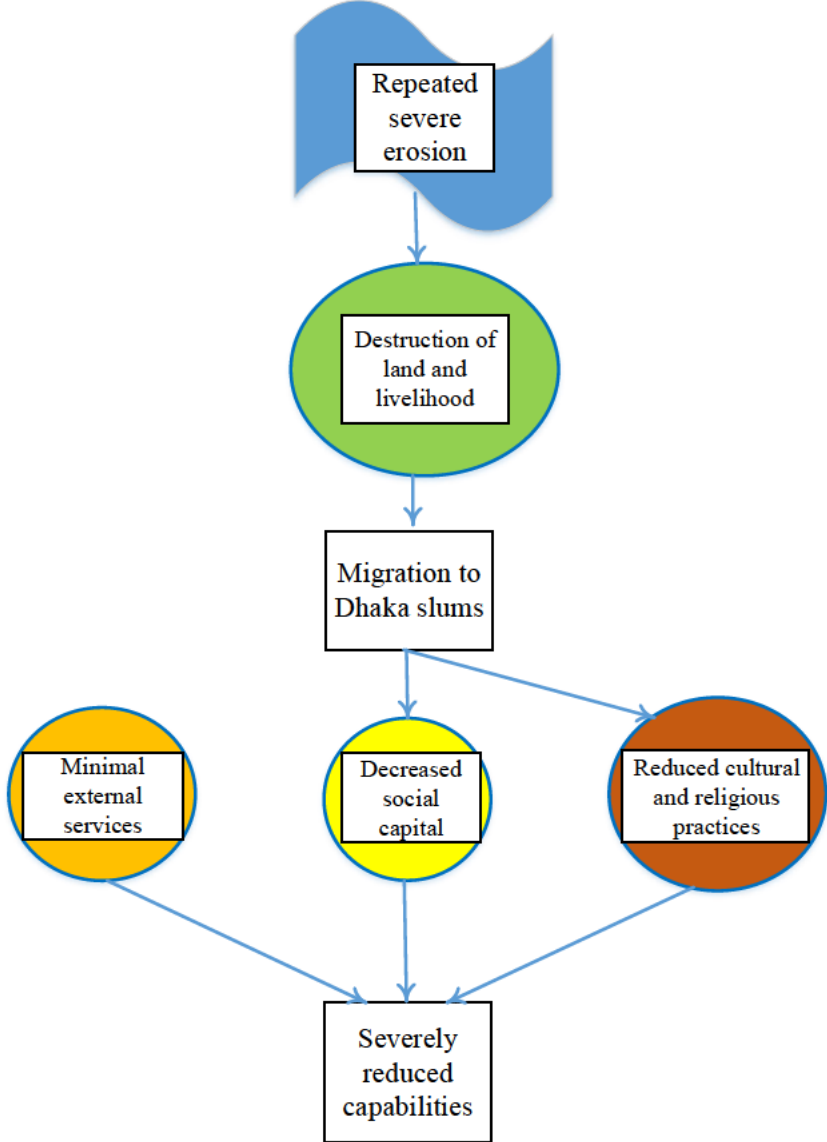 Repeated
severe
erosion
Destruction of
land and
livelihood
Migration to
Dhaka slums
Minimal
external
services
Decreased
social
capital
Reduced cultural
and religious
practices
Severely
reduced
capabilities